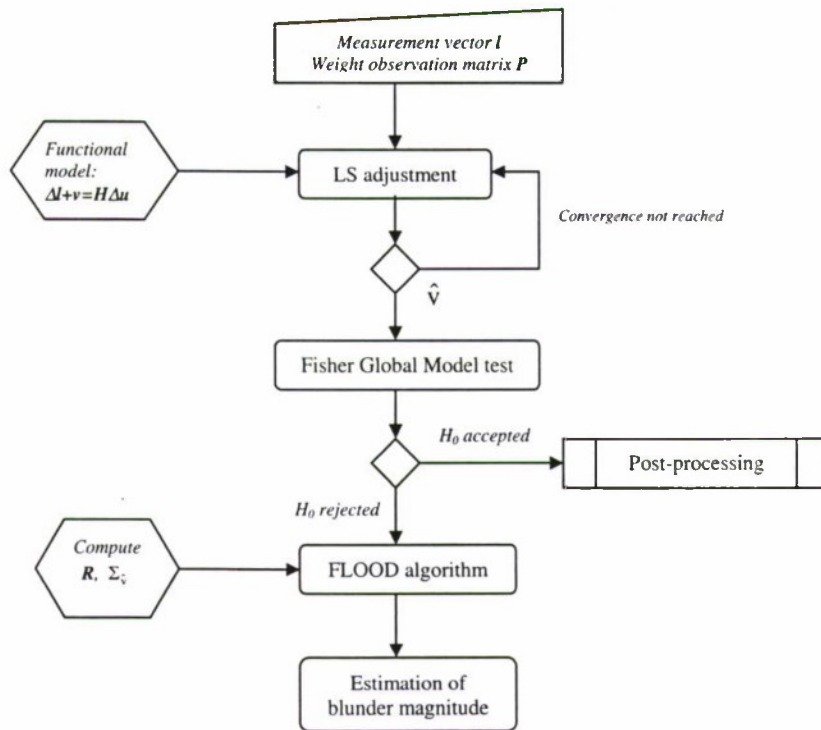 Measurement vector l
Weight observation matrix P
Functional
model:
Δl+v=HΔu
LS adjustment
Convergence not reached
v̂
Fisher Global Model test
H₀ accepted
Post-processing
H₀ rejected
Compute
R, Σ_v̂
FLOOD algorithm
Estimation of
blunder magnitude